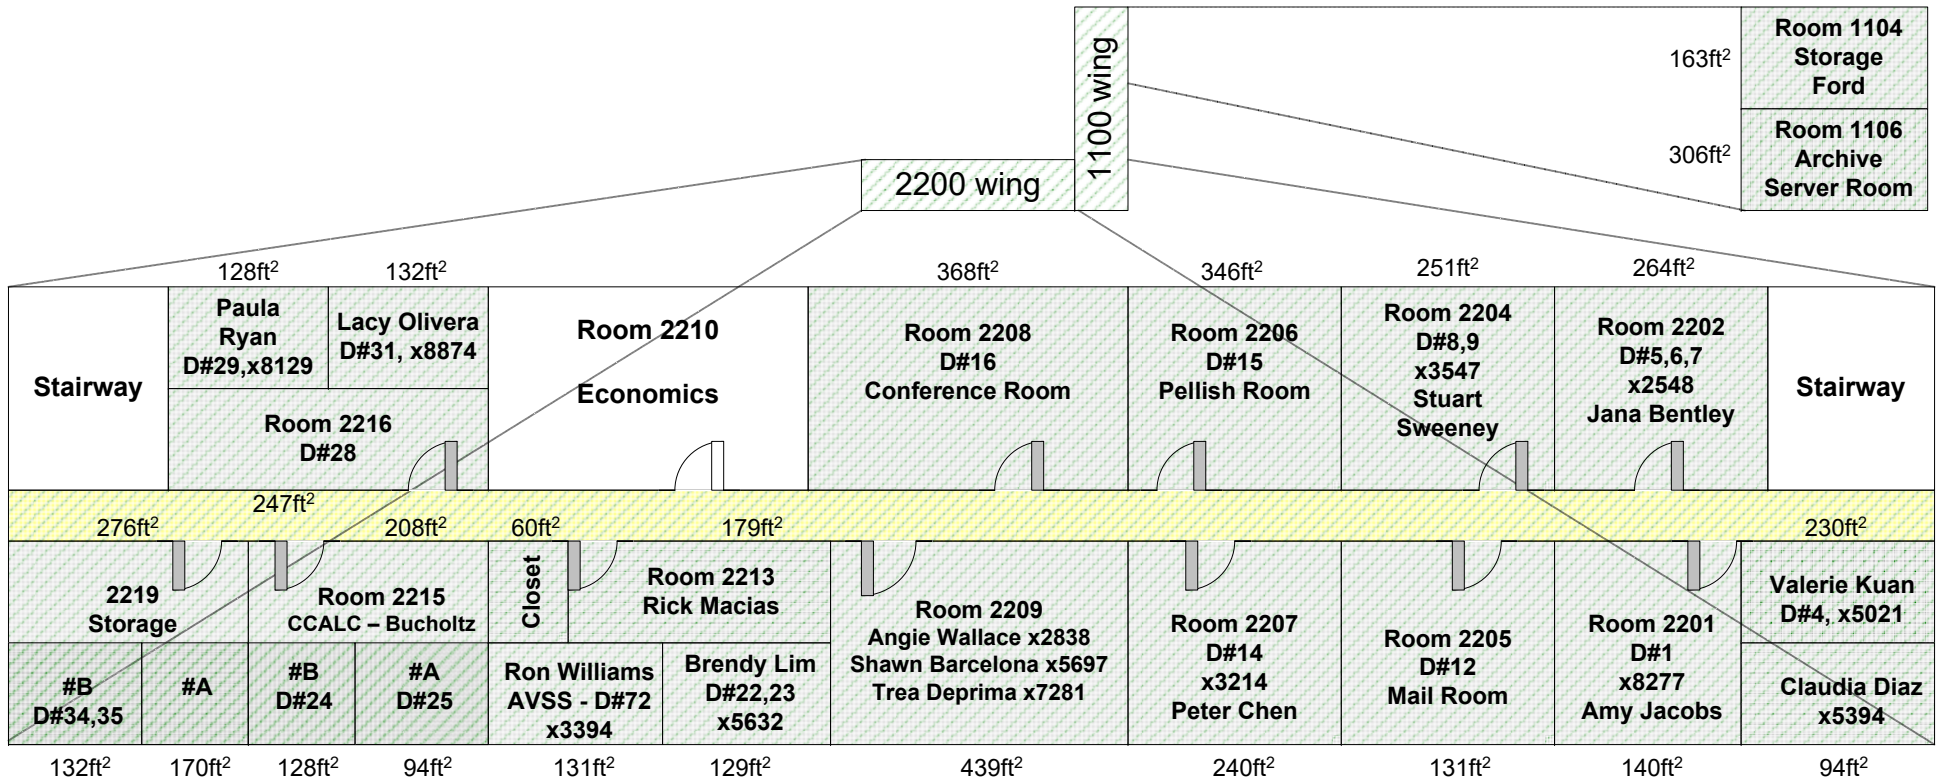 1100 wing
2200 wing
163ft²
Room 1104
Storage
Ford
306ft²
Room 1106
Archive
Server Room
128ft²
132ft²
368ft²
346ft²
251ft²
264ft²
Stairway
Paula
Ryan
D#29,x8129
Lacy Olivera
D#31, x8874
Room 2216
D#28
Room 2210
Economics
Room 2208
D#16
Conference Room
Room 2206
D#15
Pellish Room
Room 2204
D#8,9
x3547
Stuart
Sweeney
Room 2202
D#5,6,7
x2548
Jana Bentley
Stairway
247ft²
276ft²
208ft²
60ft²
179ft²
230ft²
2219
Storage
Room 2215
CCALC – Bucholtz
Closet
Room 2213
Rick Macias
Room 2209
Angie Wallace x2838
Shawn Barcelona x5697
Trea Deprima x7281
Room 2207
D#14
x3214
Peter Chen
Room 2205
D#12
Mail Room
Room 2201
D#1
x8277
Amy Jacobs
Valerie Kuan
D#4, x5021
Claudia Diaz
x5394
#B
D#34,35
#A
#B
D#24
#A
D#25
Ron Williams
AVSS - D#72
x3394
Brendy Lim
D#22,23
x5632
132ft²
170ft²
128ft²
94ft²
131ft²
129ft²
439ft²
240ft²
131ft²
140ft²
94ft²